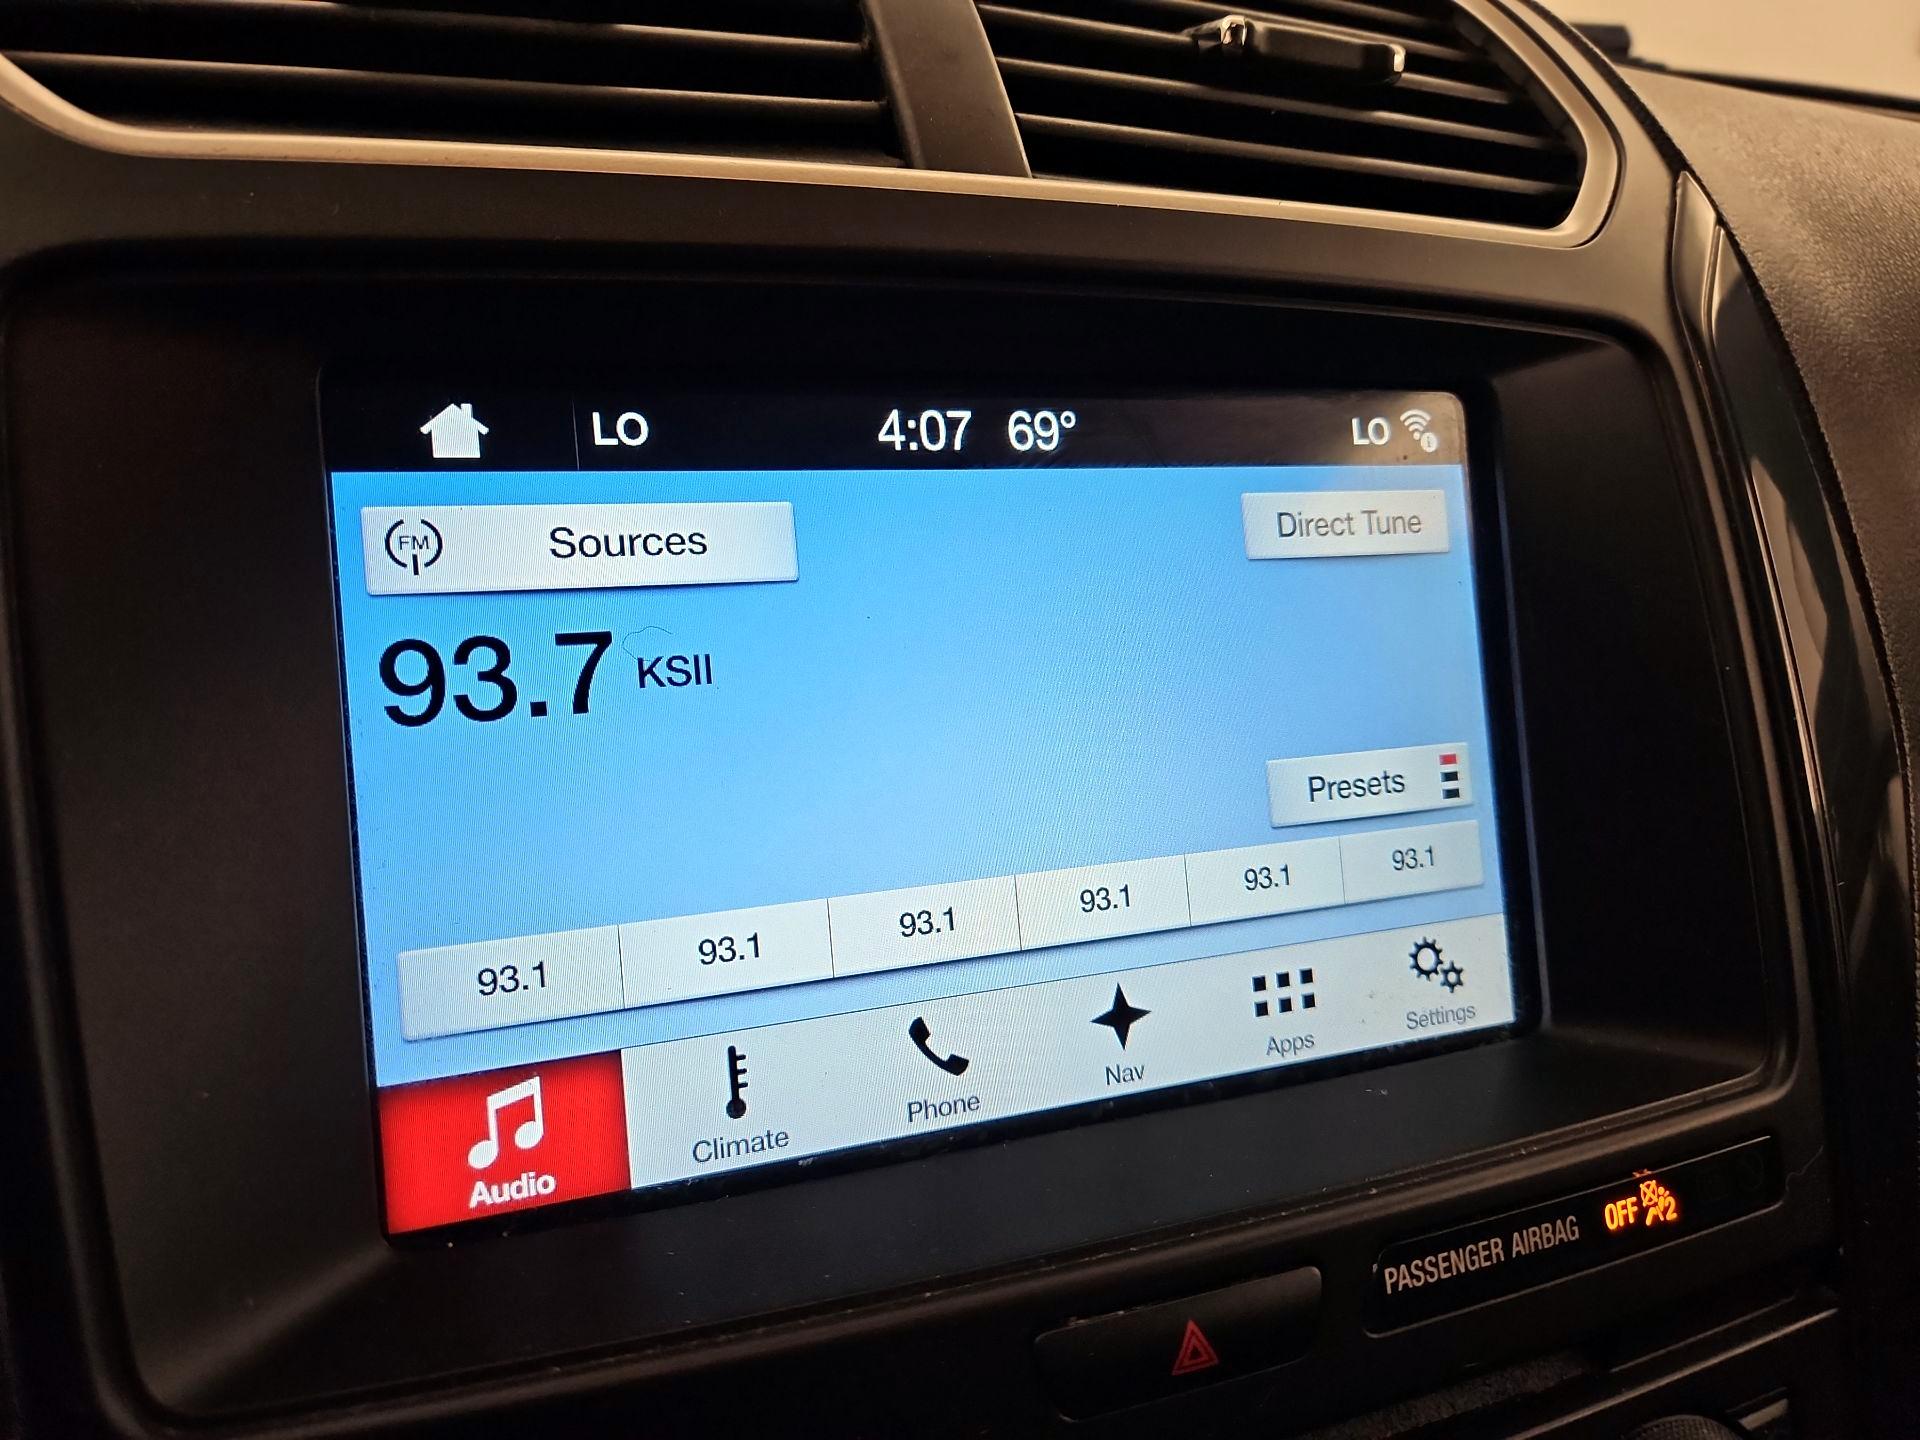 LO 4:07 69° LO
FM Sources Direct Tune
93.7 KSII
Presets
93.1 93.1 93.1 93.1 93.1 93.1
Audio Climate Phone Nav Apps Settings
PASSENGER AIRBAG OFF 2